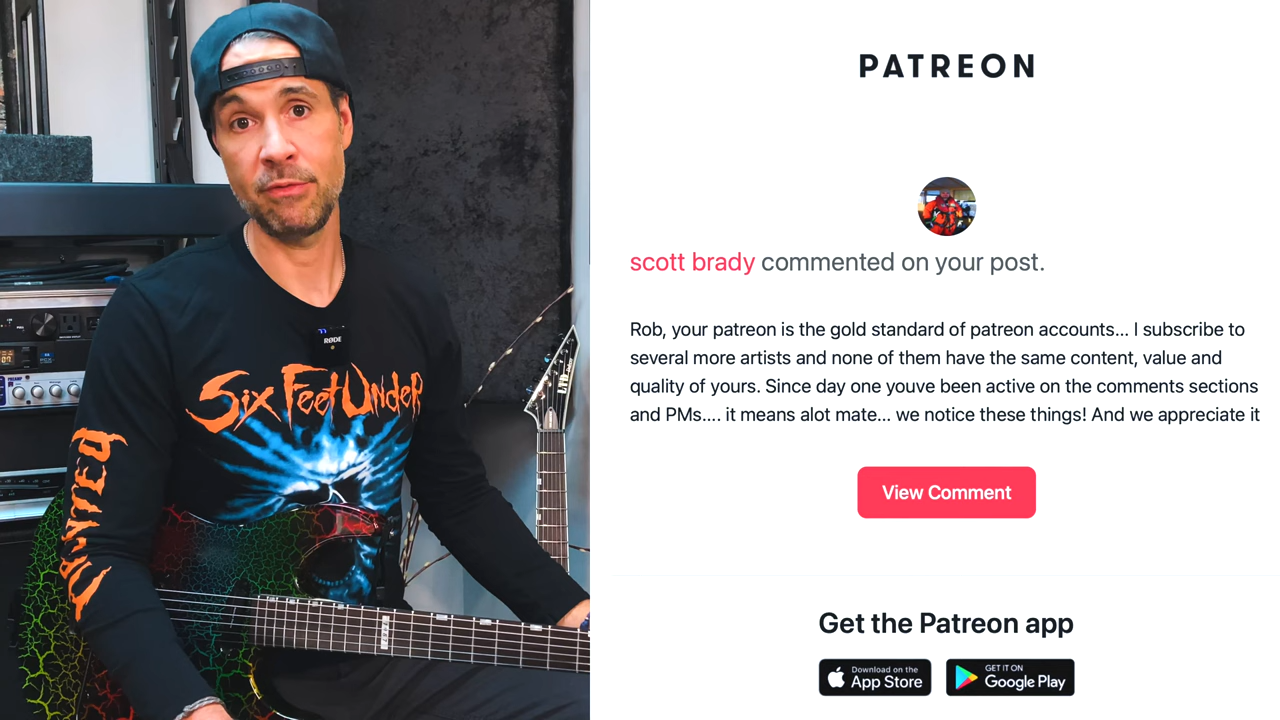 PATREON
scott brady commented on your post.
Rob, your patreon is the gold standard of patreon accounts... I subscribe to
several more artists and none of them have the same content, value and
quality of yours. Since day one youve been active on the comments sections
and PMs.... it means alot mate... we notice these things! And we appreciate it
View Comment
Get the Patreon app
Download on the
App Store
GET IT ON
Google Play
RØDE
SIX FEET UNDER
HAUNTED
LTD